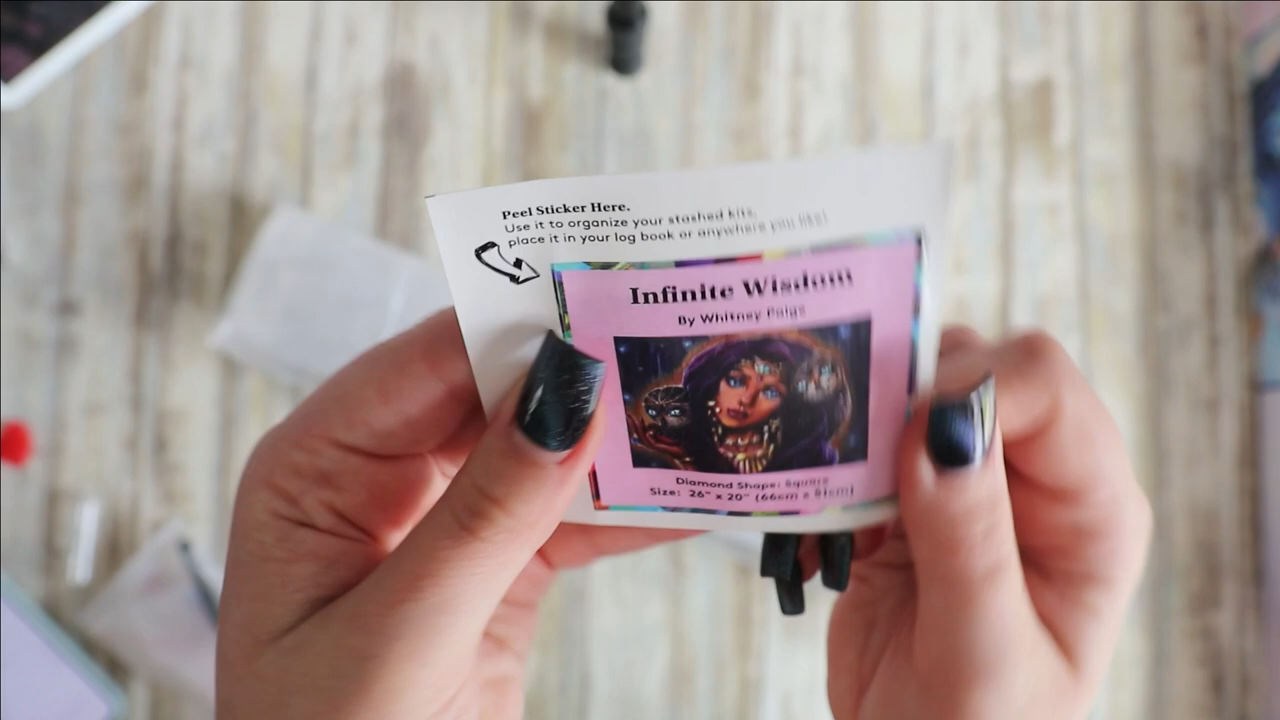 Peel Sticker Here.
Use it to organize your stashed kits,
place it in your log book or anywhere you like!
Infinite Wisdom
By Whitney Paige
Diamond Shape: Square
Size: 26" x 20" (66cm x 51cm)